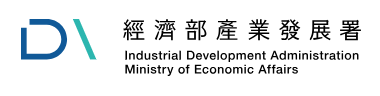 經濟部產業發展署
Industrial Development Administration
Ministry of Economic Affairs